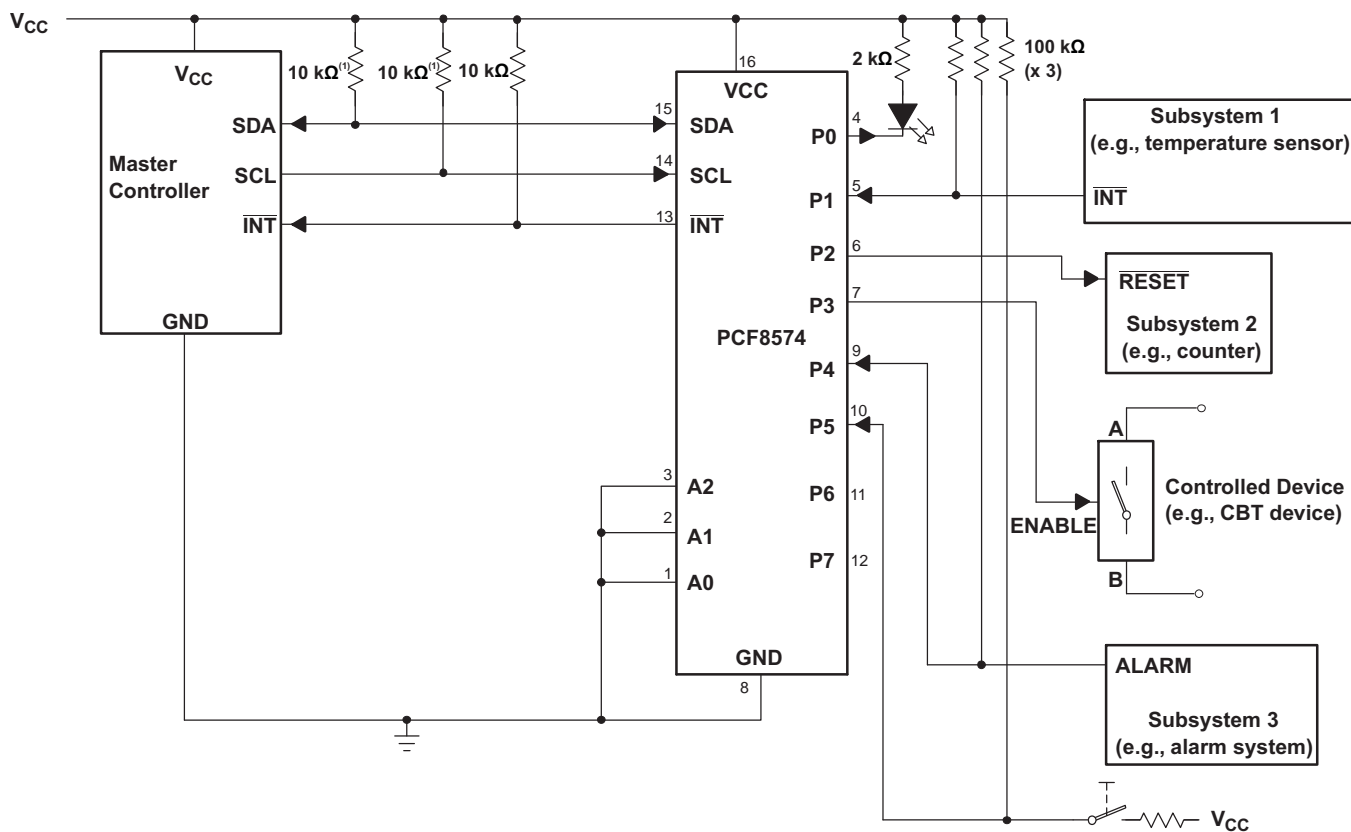 VCC
VCC
SDA
Master
Controller
SCL
INT
GND
10 kΩ(1)
10 kΩ(1)
10 kΩ
16
VCC
15
SDA
14
SCL
13
INT
PCF8574
3
A2
2
A1
1
A0
GND
8
4
P0
5
P1
6
P2
7
P3
9
P4
10
P5
P6
11
P7
12
2 kΩ
100 kΩ
(x 3)
Subsystem 1
(e.g., temperature sensor)
INT
RESET
Subsystem 2
(e.g., counter)
A
Controlled Device
(e.g., CBT device)
ENABLE
B
ALARM
Subsystem 3
(e.g., alarm system)
VCC